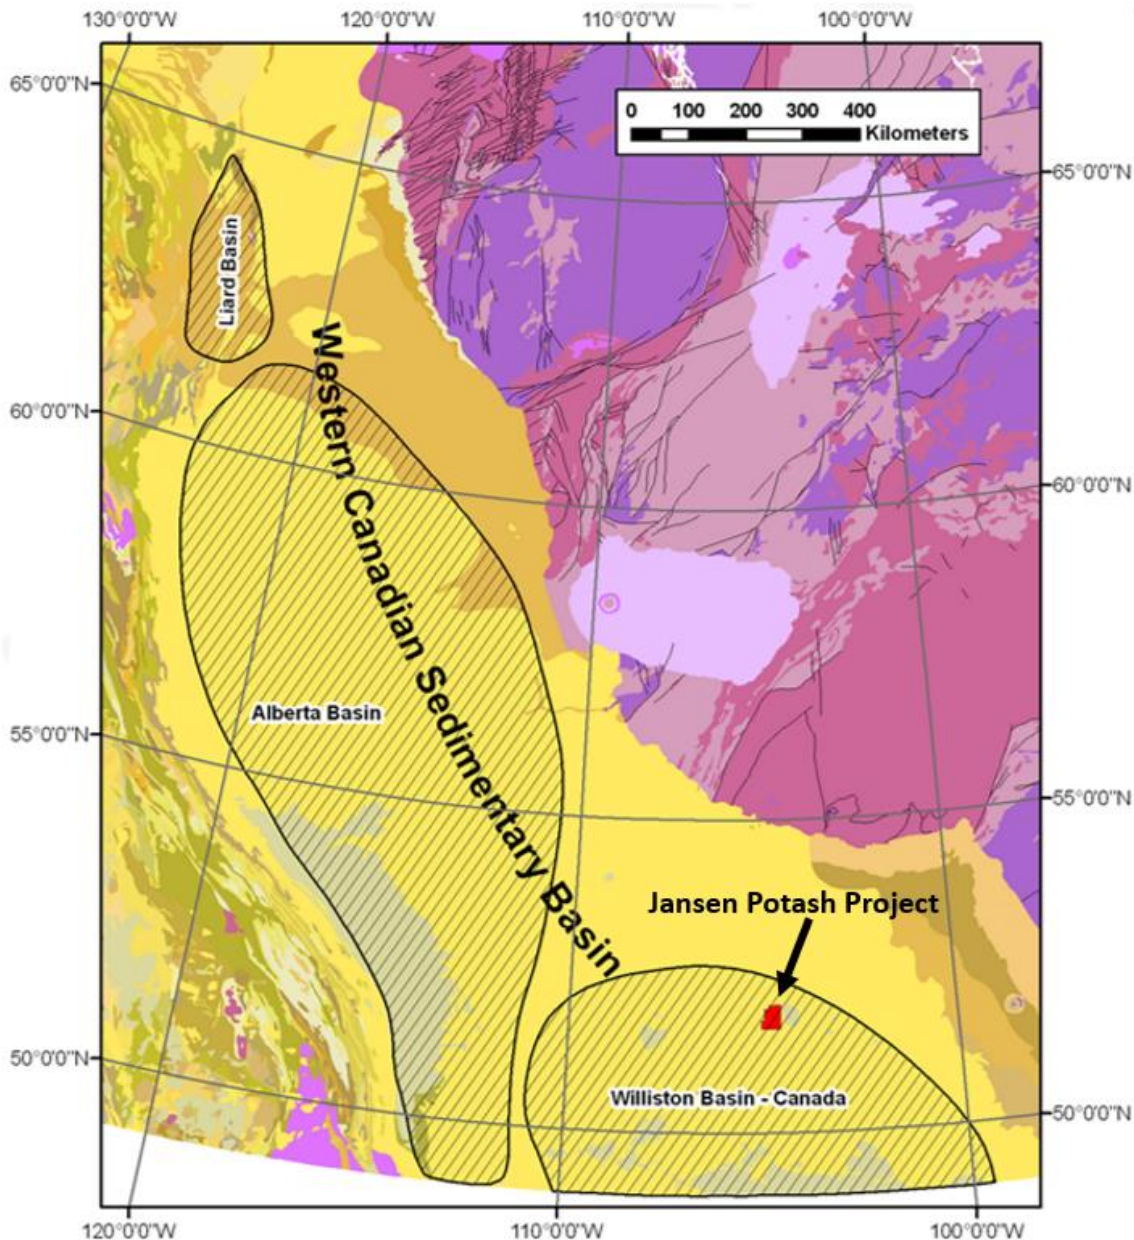 130°0'0"W
120°0'0"W
110°0'0"W
100°0'0"W
65°0'0"N
0 100 200 300 400
Kilometers
65°0'0"N
Liard Basin
Western Canadian Sedimentary Basin
60°0'0"N
60°0'0"N
Alberta Basin
55°0'0"N
55°0'0"N
Jansen Potash Project
50°0'0"N
Williston Basin - Canada
50°0'0"N
120°0'0"W
110°0'0"W
100°0'0"W